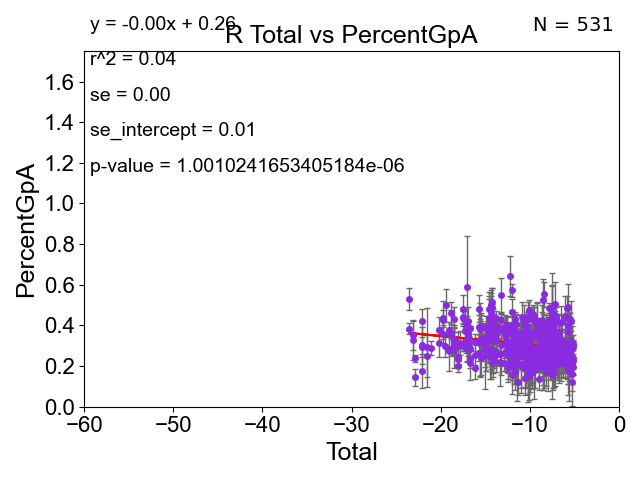 y = -0.00x + 0.26
R Total vs PercentGpA
N = 531
r^2 = 0.04
se = 0.00
se_intercept = 0.01
p-value = 1.0010241653405184e-06
PercentGpA
1.6
1.4
1.2
1.0
0.8
0.6
0.4
0.2
0.0
−60 −50 −40 −30 −20 −10 0
Total